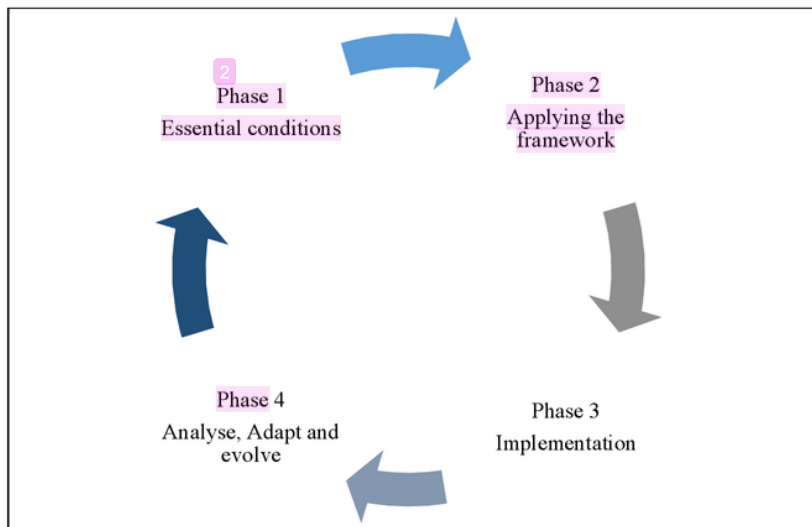 2
Phase 1
Essential conditions
Phase 2
Applying the
framework
Phase 4
Analyse, Adapt and
evolve
Phase 3
Implementation